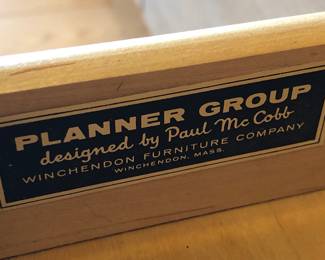 PLANNER GROUP
designed by Paul McCobb
WINCHENDON FURNITURE COMPANY
WINCHENDON, MASS.